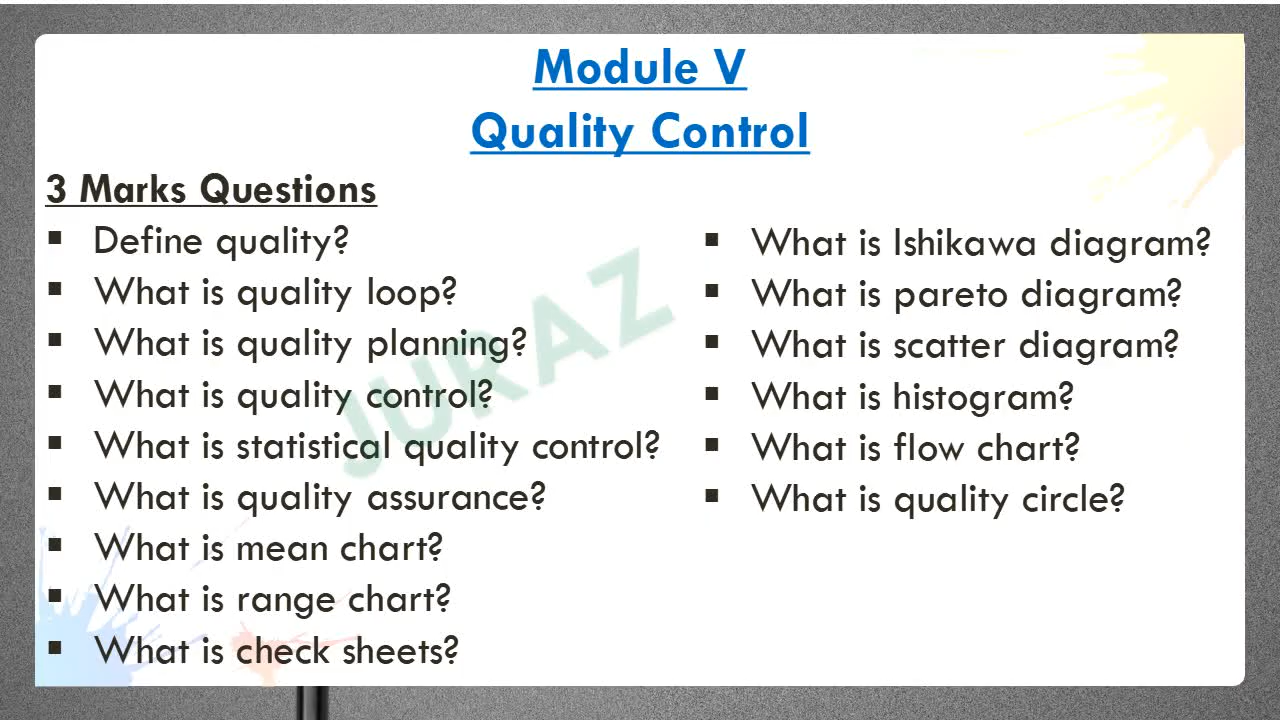 Module V
Quality Control
3 Marks Questions
▪ Define quality?
▪ What is quality loop?
▪ What is quality planning?
▪ What is quality control?
▪ What is statistical quality control?
▪ What is quality assurance?
▪ What is mean chart?
▪ What is range chart?
▪ What is check sheets?
▪ What is Ishikawa diagram?
▪ What is pareto diagram?
▪ What is scatter diagram?
▪ What is histogram?
▪ What is flow chart?
▪ What is quality circle?
JURAZ